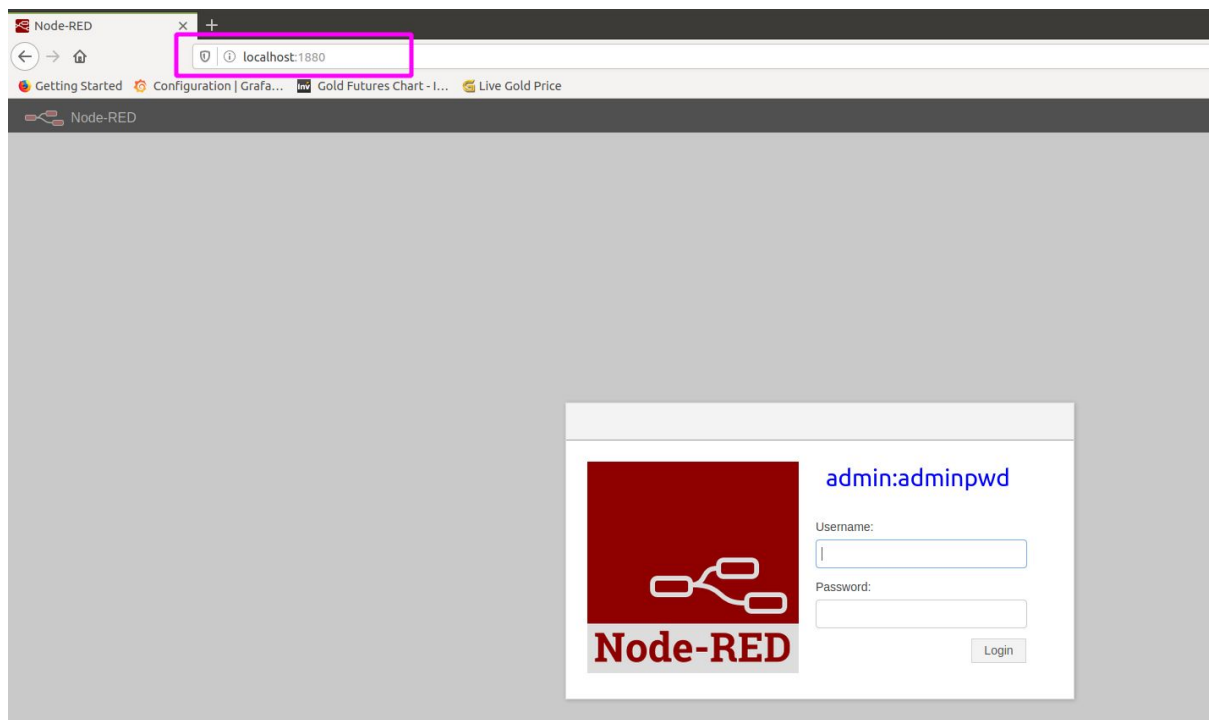 Node-RED
localhost:1880
Getting Started Configuration | Grafa... Inv Gold Futures Chart - I... Live Gold Price
Node-RED
admin:adminpwd
Username:
Password:
Login
Node-RED